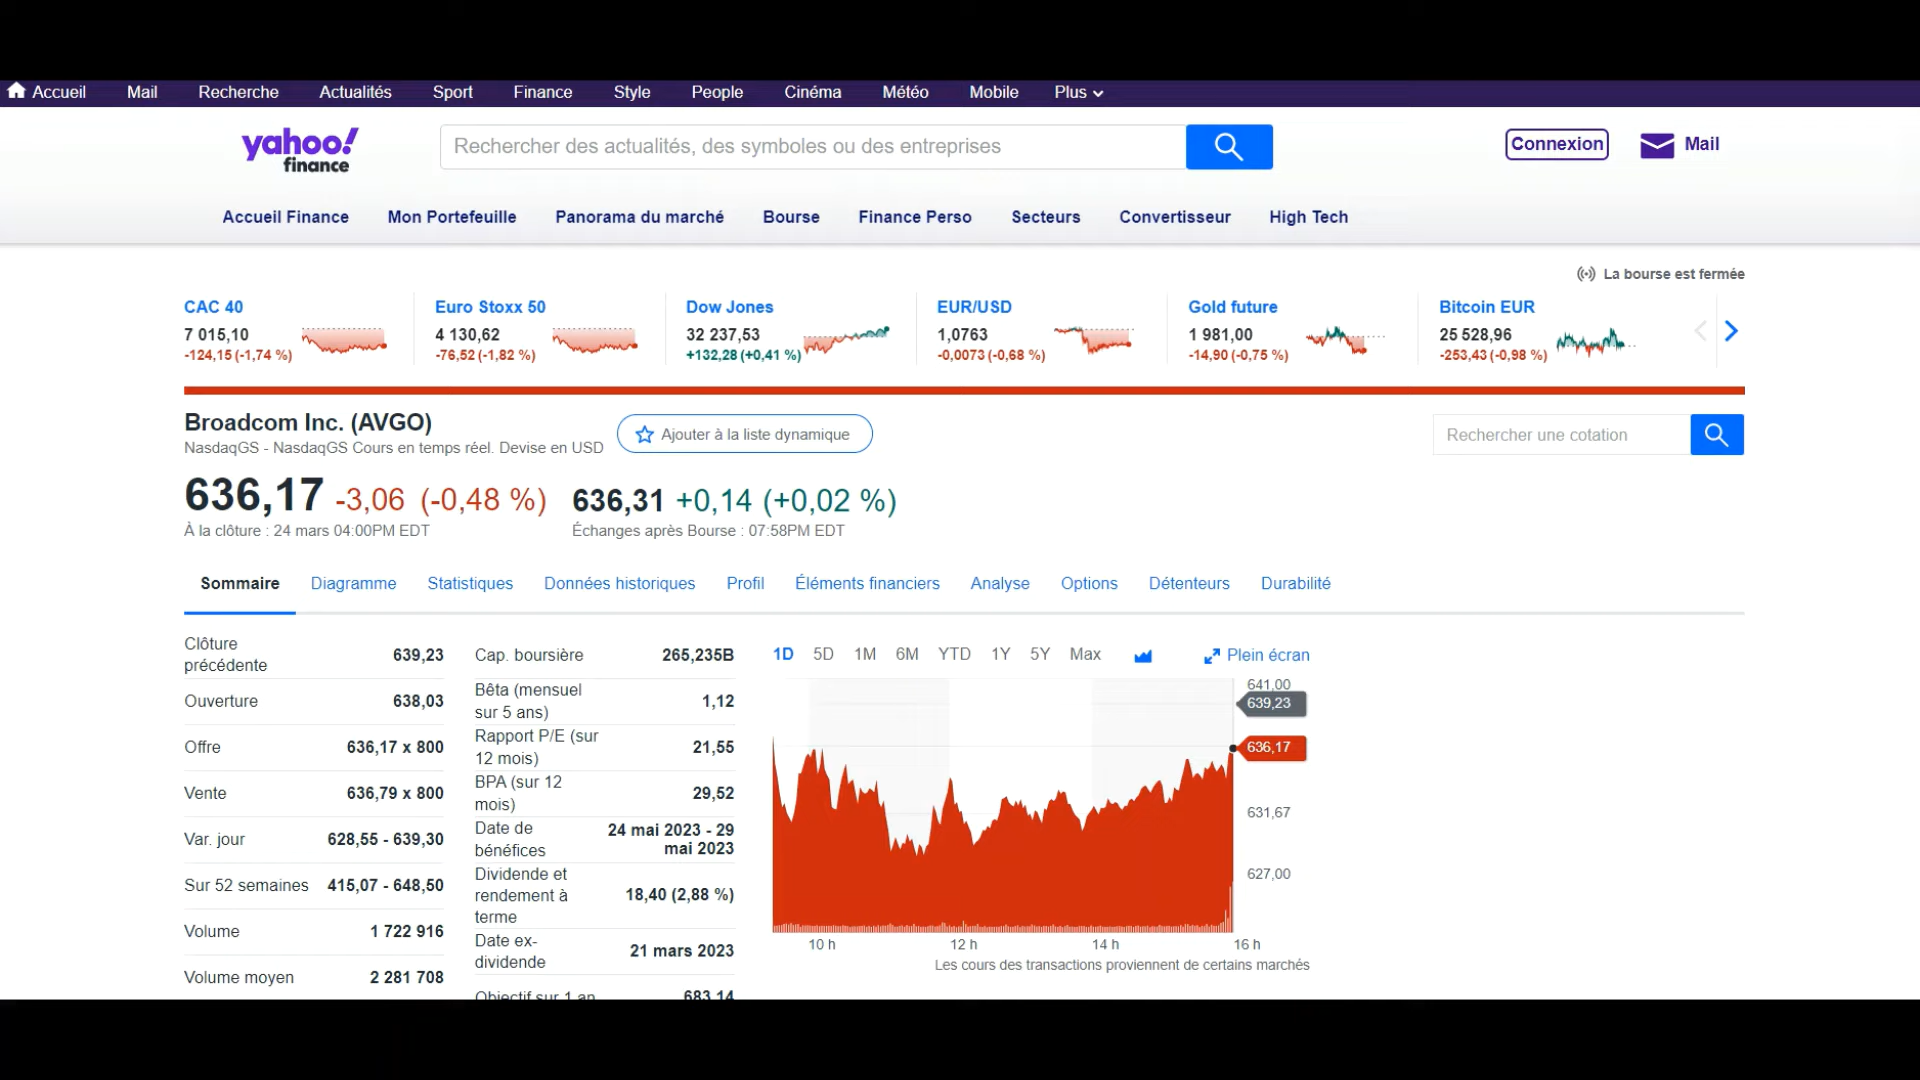 Accueil Mail Recherche Actualités Sport Finance Style People Cinéma Météo Mobile Plus
yahoo!
finance
Rechercher des actualités, des symboles ou des entreprises
Connexion
Mail
Accueil Finance Mon Portefeuille Panorama du marché Bourse Finance Perso Secteurs Convertisseur High Tech
La bourse est fermée
CAC 40
7 015,10
-124,15 (-1,74 %)
Euro Stoxx 50
4 130,62
-76,52 (-1,82 %)
Dow Jones
32 237,53
+132,28 (+0,41 %)
EUR/USD
1,0763
-0,0073 (-0,68 %)
Gold future
1 981,00
-14,90 (-0,75 %)
Bitcoin EUR
25 528,96
-253,43 (-0,98 %)
Broadcom Inc. (AVGO)
NasdaqGS - NasdaqGS Cours en temps réel. Devise en USD
Ajouter à la liste dynamique
Rechercher une cotation
636,17 -3,06 (-0,48 %)
À la clôture : 24 mars 04:00PM EDT
636,31 +0,14 (+0,02 %)
Échanges après Bourse : 07:58PM EDT
Sommaire Diagramme Statistiques Données historiques Profil Éléments financiers Analyse Options Détenteurs Durabilité
Clôture
précédente 639,23
Ouverture 638,03
Offre 636,17 x 800
Vente 636,79 x 800
Var. jour 628,55 - 639,30
Sur 52 semaines 415,07 - 648,50
Volume 1 722 916
Volume moyen 2 281 708
Cap. boursière 265,235B
Bêta (mensuel
sur 5 ans) 1,12
Rapport P/E (sur
12 mois) 21,55
BPA (sur 12
mois) 29,52
Date de
bénéfices
24 mai 2023 - 29
mai 2023
Dividende et
rendement à
terme
18,40 (2,88 %)
Date ex-
dividende 21 mars 2023
Objectif sur 1 an 683,14
1D 5D 1M 6M YTD 1Y 5Y Max
Plein écran
641,00
639,23
636,17
631,67
627,00
10 h 12 h 14 h 16 h
Les cours des transactions proviennent de certains marchés